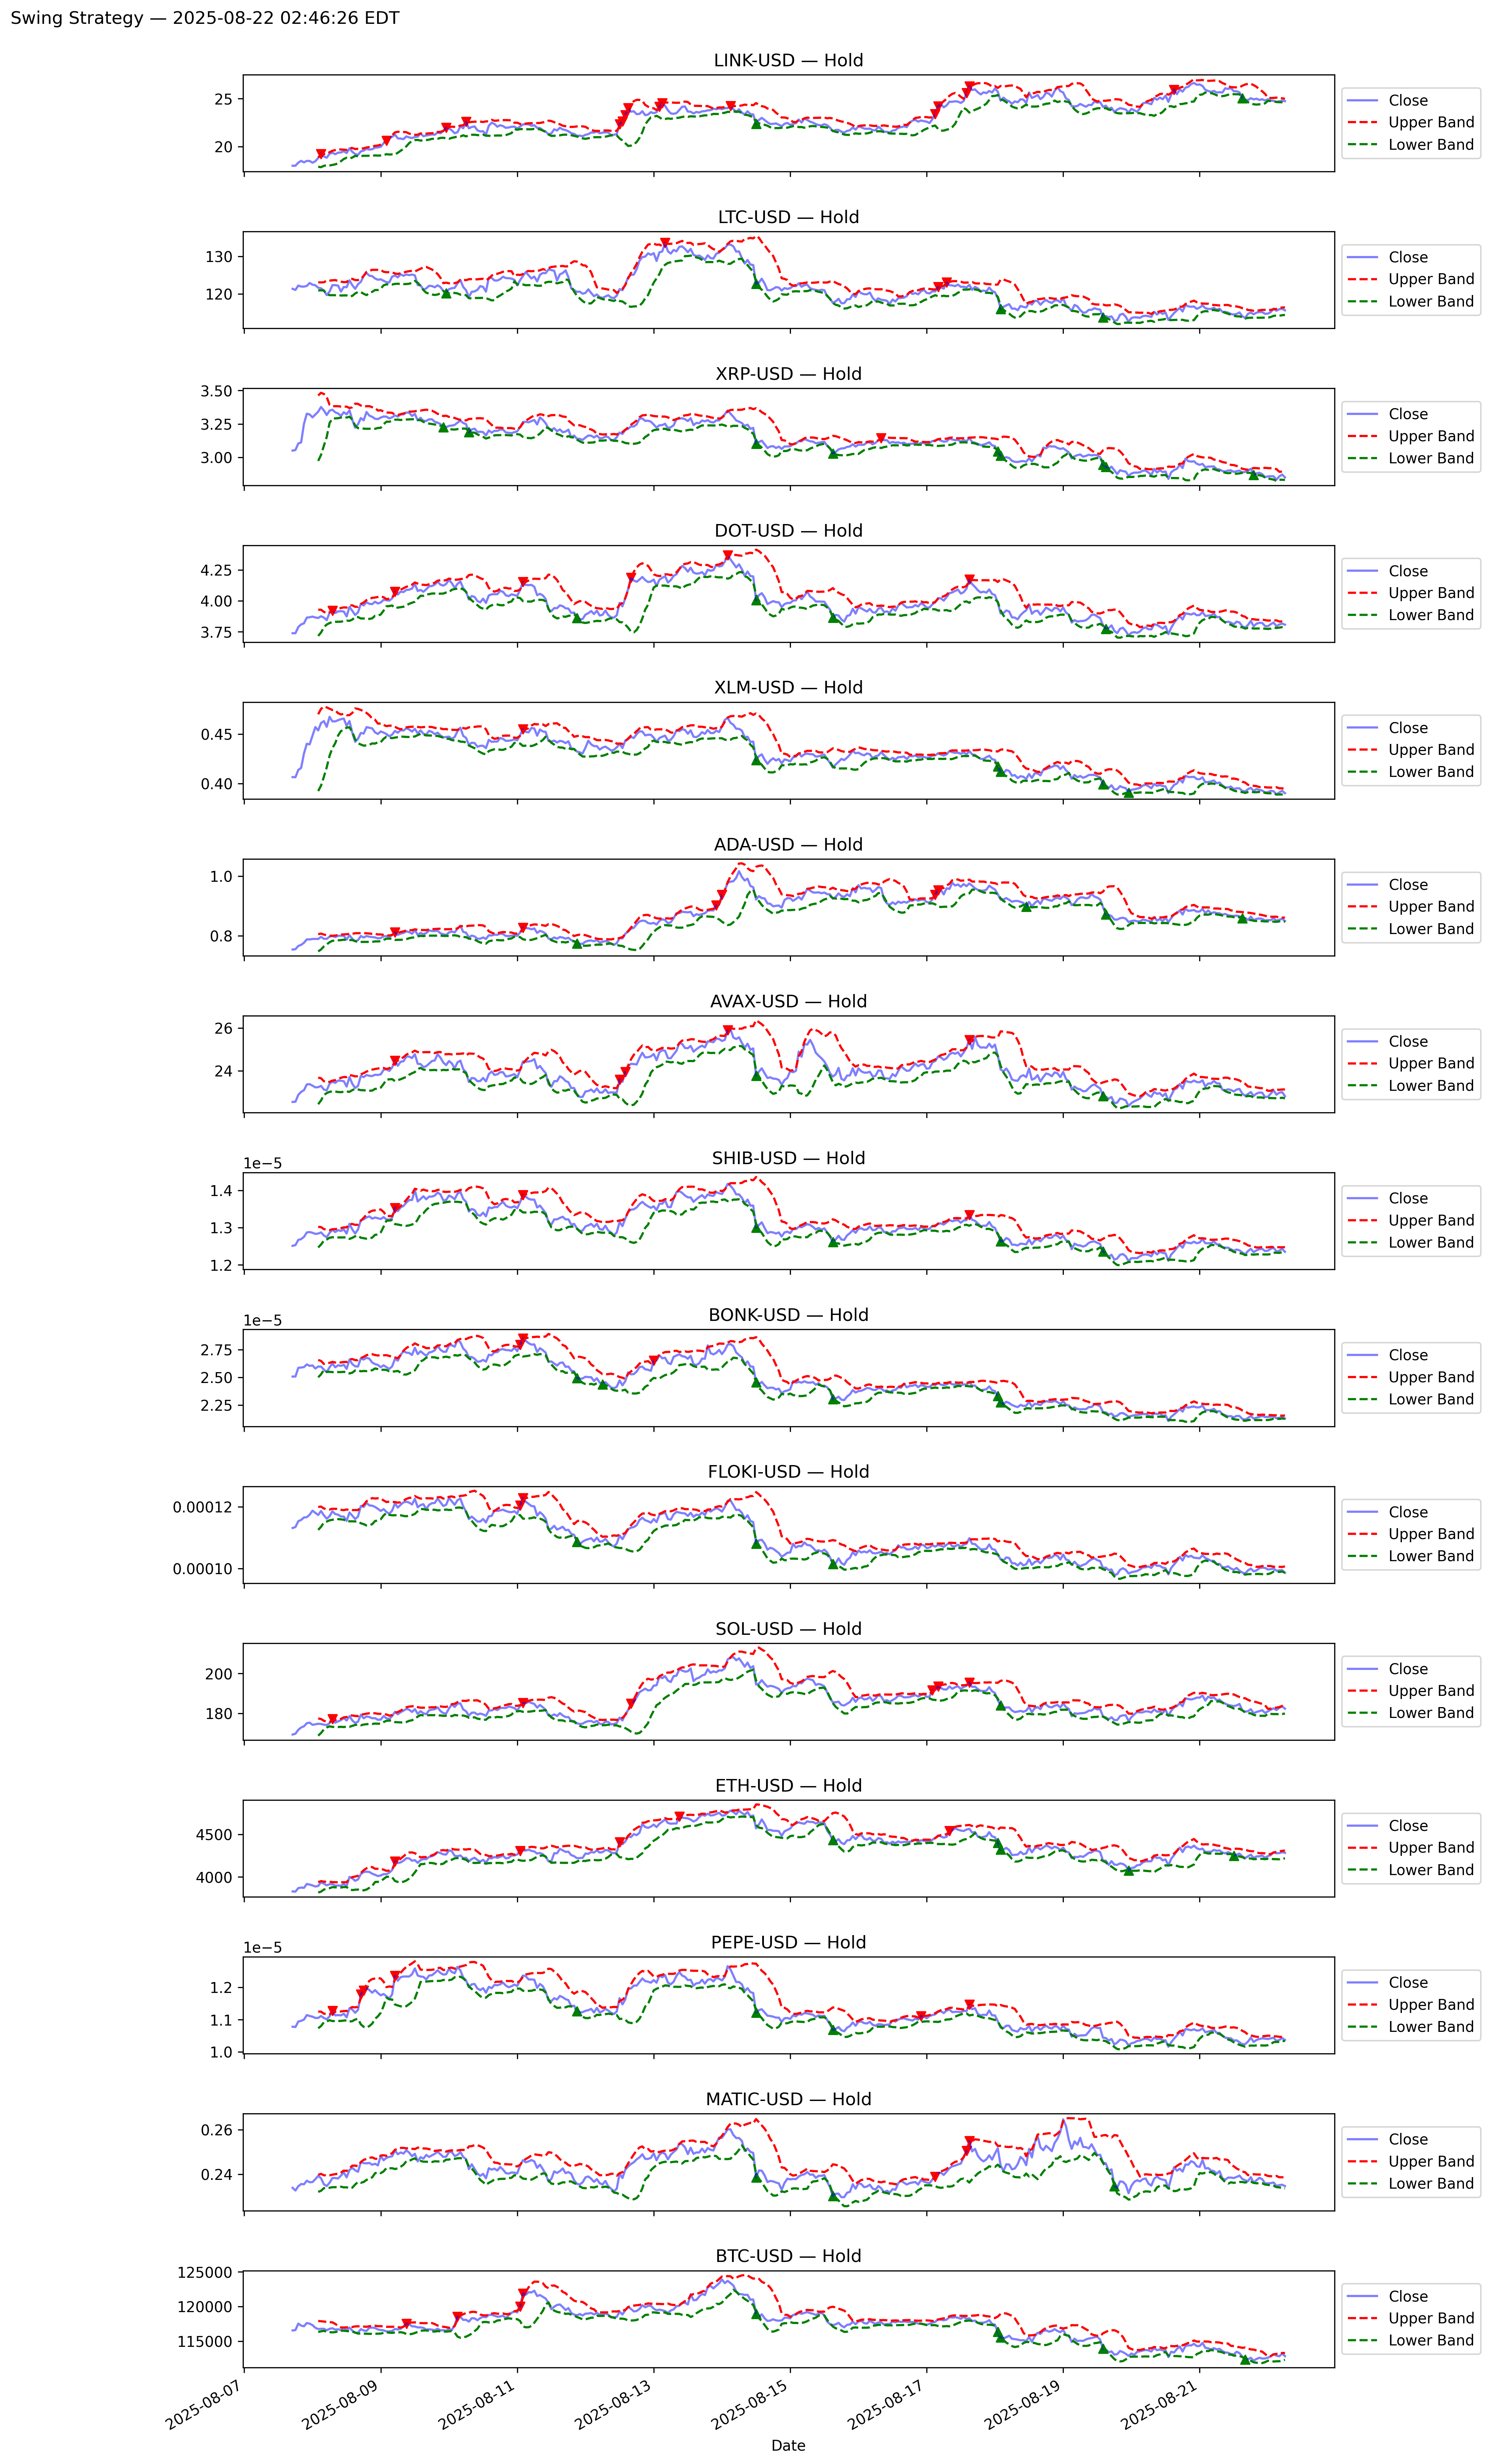 Swing Strategy — 2025-08-22 02:46:26 EDT
LINK-USD — Hold
25
20
Close
Upper Band
Lower Band
LTC-USD — Hold
130
120
Close
Upper Band
Lower Band
XRP-USD — Hold
3.50
3.25
3.00
Close
Upper Band
Lower Band
DOT-USD — Hold
4.25
4.00
3.75
Close
Upper Band
Lower Band
XLM-USD — Hold
0.45
0.40
Close
Upper Band
Lower Band
ADA-USD — Hold
1.0
0.8
Close
Upper Band
Lower Band
AVAX-USD — Hold
26
24
Close
Upper Band
Lower Band
SHIB-USD — Hold
1e−5
1.4
1.3
1.2
Close
Upper Band
Lower Band
BONK-USD — Hold
1e−5
2.75
2.50
2.25
Close
Upper Band
Lower Band
FLOKI-USD — Hold
0.00012
0.00010
Close
Upper Band
Lower Band
SOL-USD — Hold
200
180
Close
Upper Band
Lower Band
ETH-USD — Hold
4500
4000
Close
Upper Band
Lower Band
PEPE-USD — Hold
1e−5
1.2
1.1
1.0
Close
Upper Band
Lower Band
MATIC-USD — Hold
0.26
0.24
Close
Upper Band
Lower Band
BTC-USD — Hold
125000
120000
115000
Close
Upper Band
Lower Band
2025-08-07
2025-08-09
2025-08-11
2025-08-13
2025-08-15
2025-08-17
2025-08-19
2025-08-21
Date